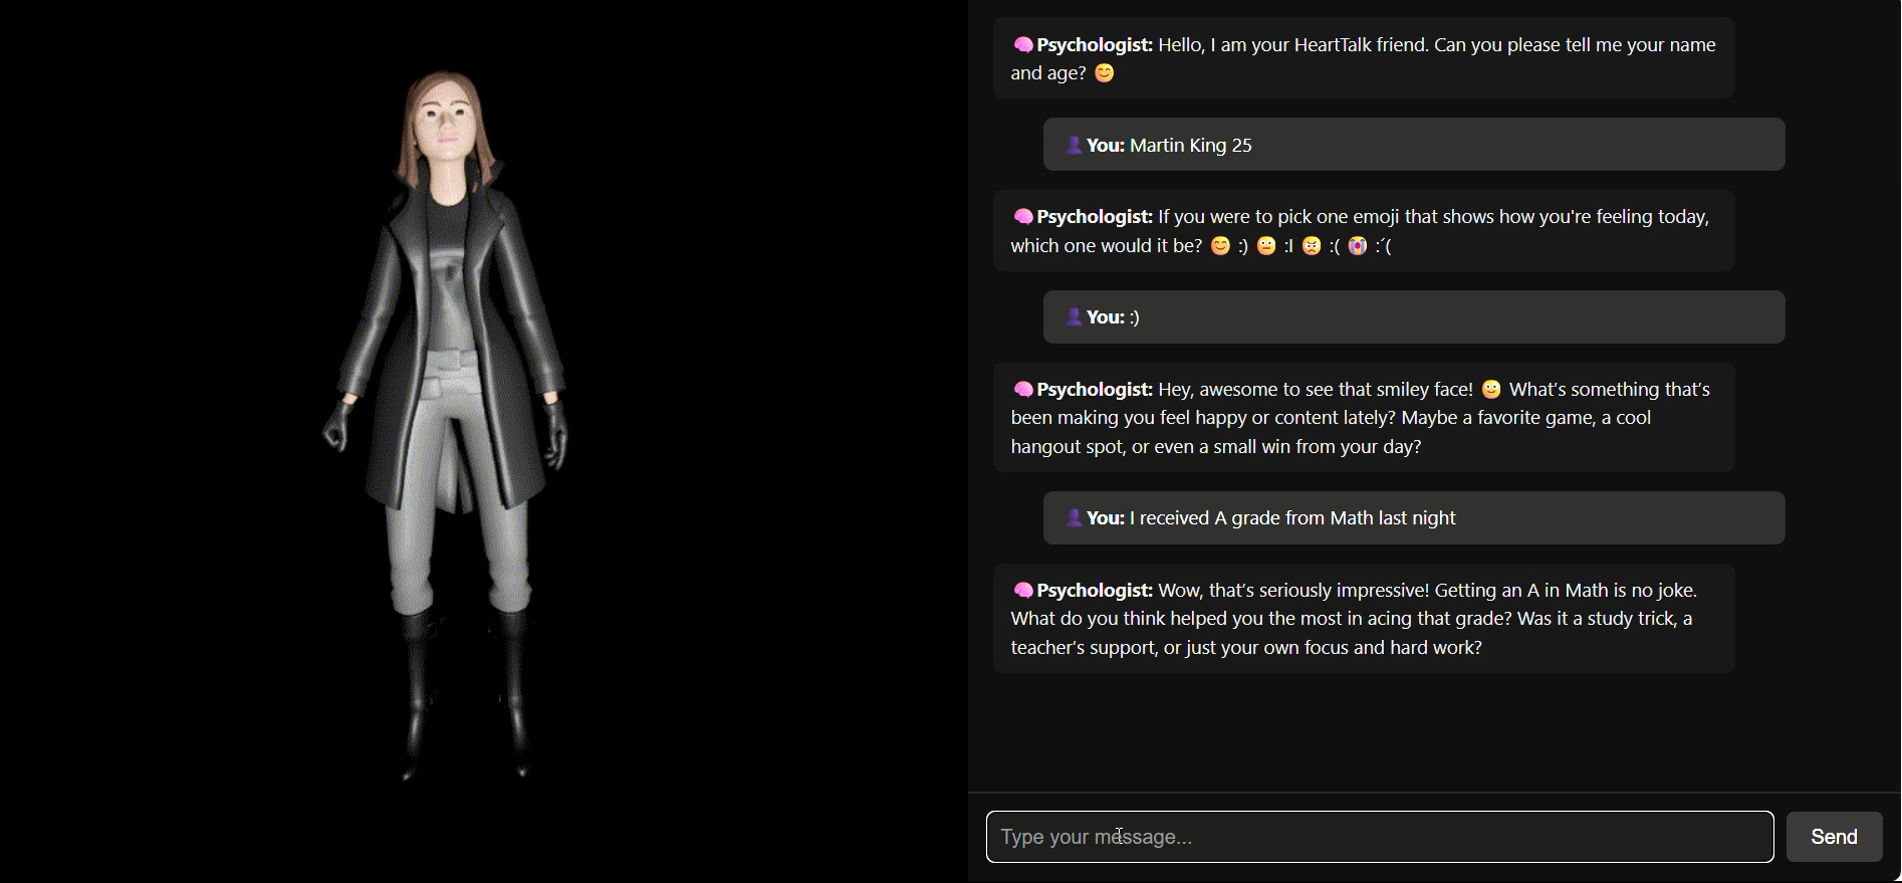 🧠Psychologist: Hello, I am your HeartTalk friend. Can you please tell me your name
and age? 😊
👤You: Martin King 25
🧠Psychologist: If you were to pick one emoji that shows how you're feeling today,
which one would it be? 😊 :) 😐 :I 😠 :( 😭 :´(
👤You: :)
🧠Psychologist: Hey, awesome to see that smiley face! 🙂 What’s something that’s
been making you feel happy or content lately? Maybe a favorite game, a cool
hangout spot, or even a small win from your day?
👤You: I received A grade from Math last night
🧠Psychologist: Wow, that’s seriously impressive! Getting an A in Math is no joke.
What do you think helped you the most in acing that grade? Was it a study trick, a
teacher’s support, or just your own focus and hard work?
Type your message...
Send